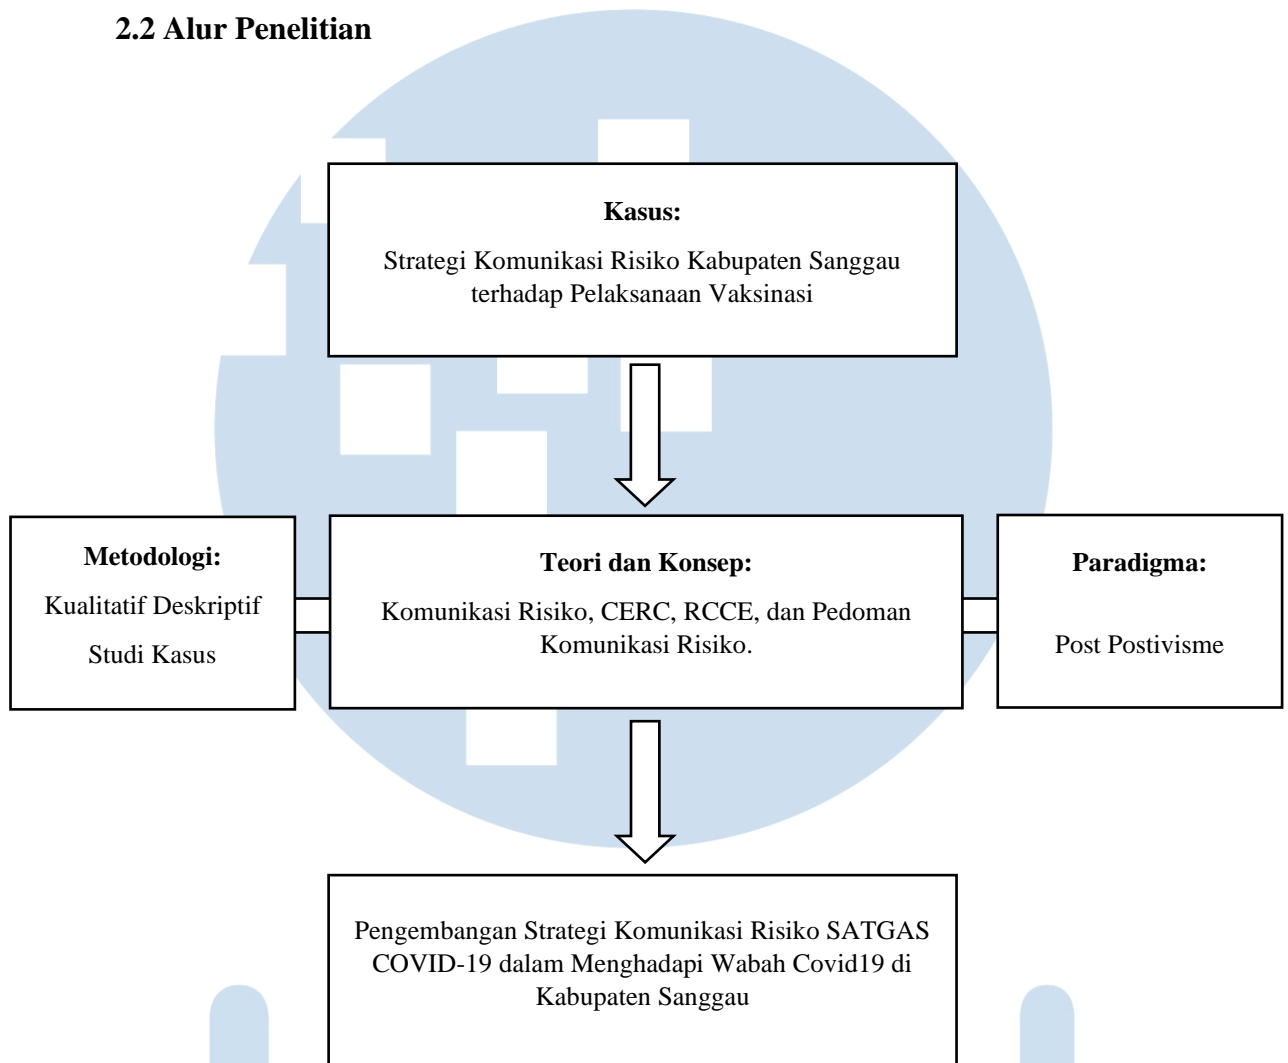 2.2 Alur Penelitian
Kasus:
Strategi Komunikasi Risiko Kabupaten Sanggau
terhadap Pelaksanaan Vaksinasi
Metodologi:
Kualitatif Deskriptif
Studi Kasus
Teori dan Konsep:
Komunikasi Risiko, CERC, RCCE, dan Pedoman
Komunikasi Risiko.
Paradigma:
Post Postivisme
Pengembangan Strategi Komunikasi Risiko SATGAS
COVID-19 dalam Menghadapi Wabah Covid19 di
Kabupaten Sanggau